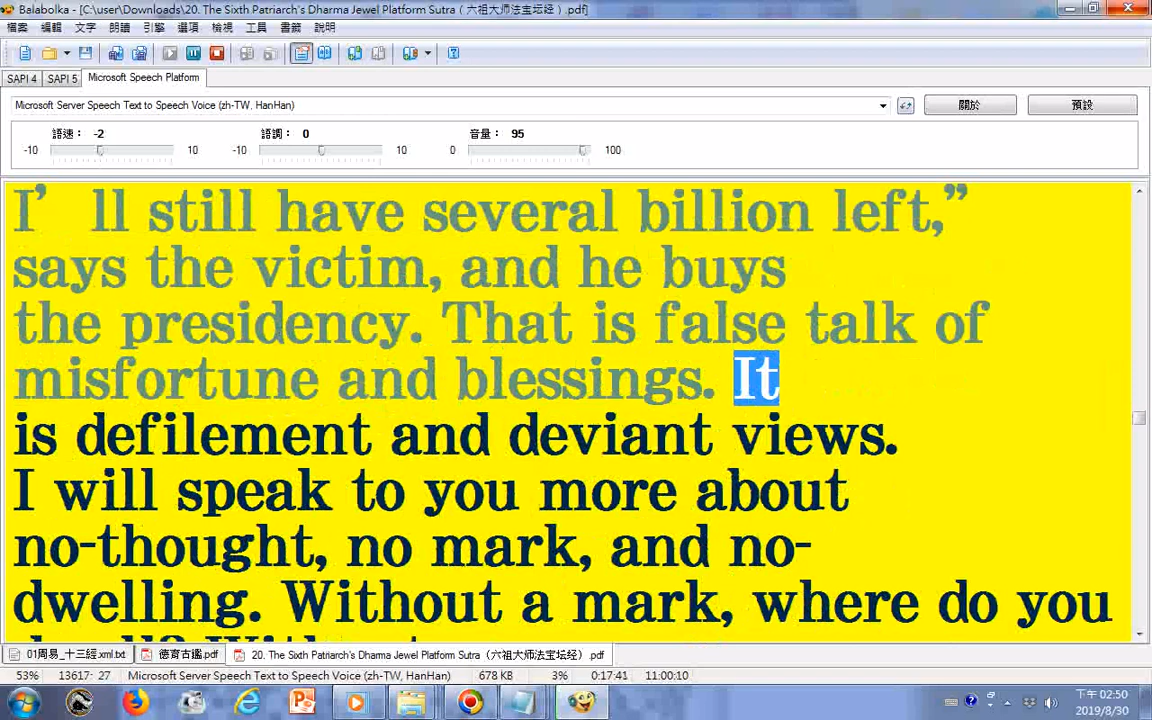 Balabolka - [C:\user\Downloads\20. The Sixth Patriarch's Dharma Jewel Platform Sutra（六祖大师法宝坛经）.pdf]
檔案 編輯 文字 朗讀 引擎 選項 檢視 工具 書籤 說明
SAPI 4 SAPI 5 Microsoft Speech Platform
Microsoft Server Speech Text to Speech Voice (zh-TW, HanHan) 關於 預設
語速： -2 語調： 0 音量： 95
-10 10 -10 10 0 100
I’ll still have several billion left,”
says the victim, and he buys
the presidency. That is false talk of
misfortune and blessings. It
is defilement and deviant views.
I will speak to you more about
no-thought, no mark, and no-
dwelling. Without a mark, where do you
01周易_十三經.xml.txt 德育古鑑.pdf 20. The Sixth Patriarch's Dharma Jewel Platform Sutra（六祖大师法宝坛经）.pdf
53% 13617: 27 Microsoft Server Speech Text to Speech Voice (zh-TW, HanHan) 678 KB 3% 0:17:41 11:00:10
下午 02:50
2019/8/30